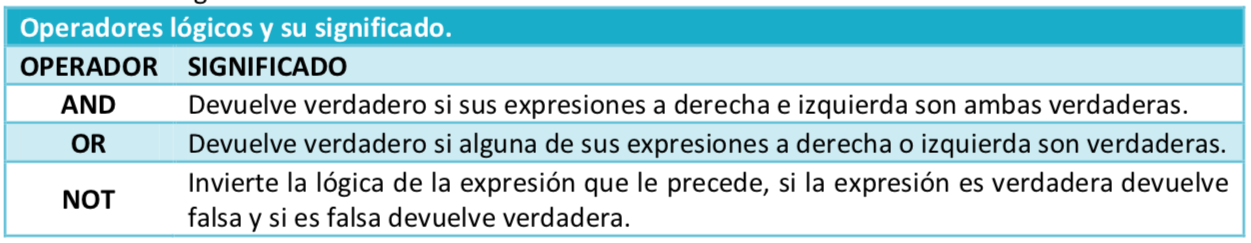 Operadores lógicos y su significado.
OPERADOR SIGNIFICADO
AND Devuelve verdadero si sus expresiones a derecha e izquierda son ambas verdaderas.
OR Devuelve verdadero si alguna de sus expresiones a derecha o izquierda son verdaderas.
NOT Invierte la lógica de la expresión que le precede, si la expresión es verdadera devuelve
falsa y si es falsa devuelve verdadera.